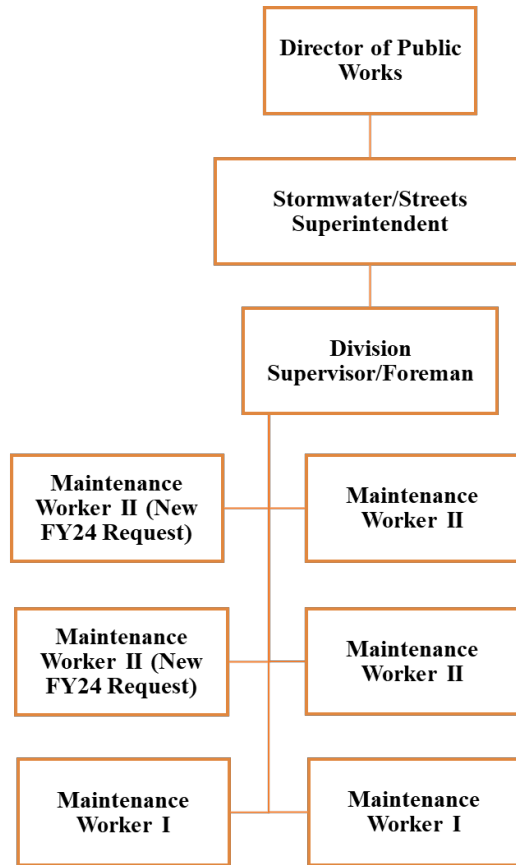 Director of Public
Works
Stormwater/Streets
Superintendent
Division
Supervisor/Foreman
Maintenance
Worker II (New
FY24 Request)
Maintenance
Worker II
Maintenance
Worker II (New
FY24 Request)
Maintenance
Worker II
Maintenance
Worker I
Maintenance
Worker I